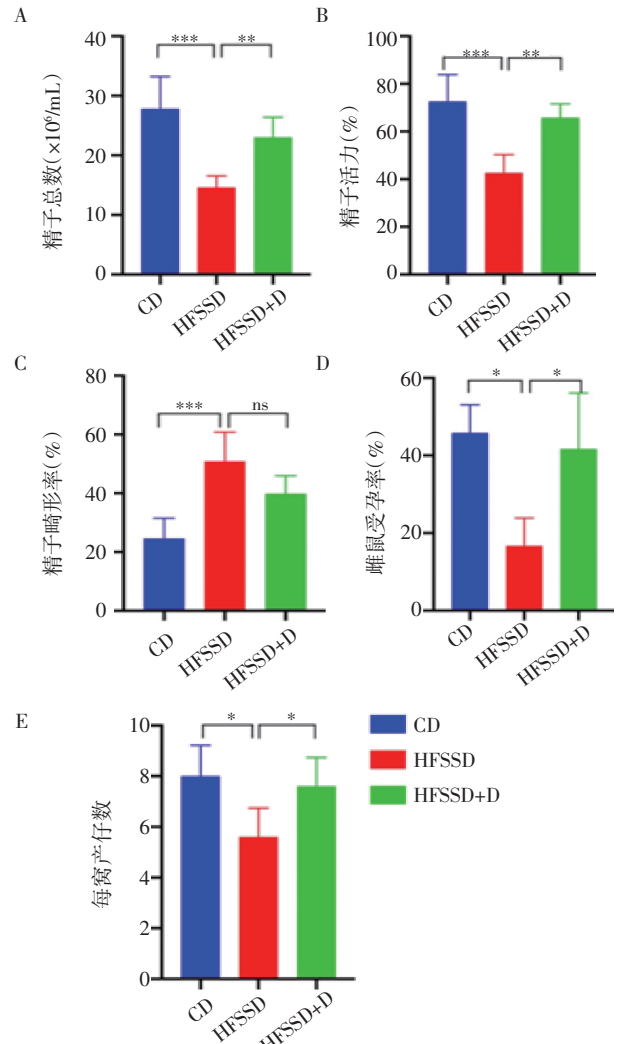 A
精子总数(×10⁶/mL)
40
30
20
10
0
***
**
CD
HFSSD
HFSSD+D
B
精子活力(%)
100
80
60
40
20
0
***
**
CD
HFSSD
HFSSD+D
C
精子畸形率(%)
80
60
40
20
0
***
ns
CD
HFSSD
HFSSD+D
D
雌鼠受孕率(%)
60
40
20
0
*
*
CD
HFSSD
HFSSD+D
E
每窝产仔数
10
8
6
4
2
0
*
*
CD
HFSSD
HFSSD+D
CD
HFSSD
HFSSD+D